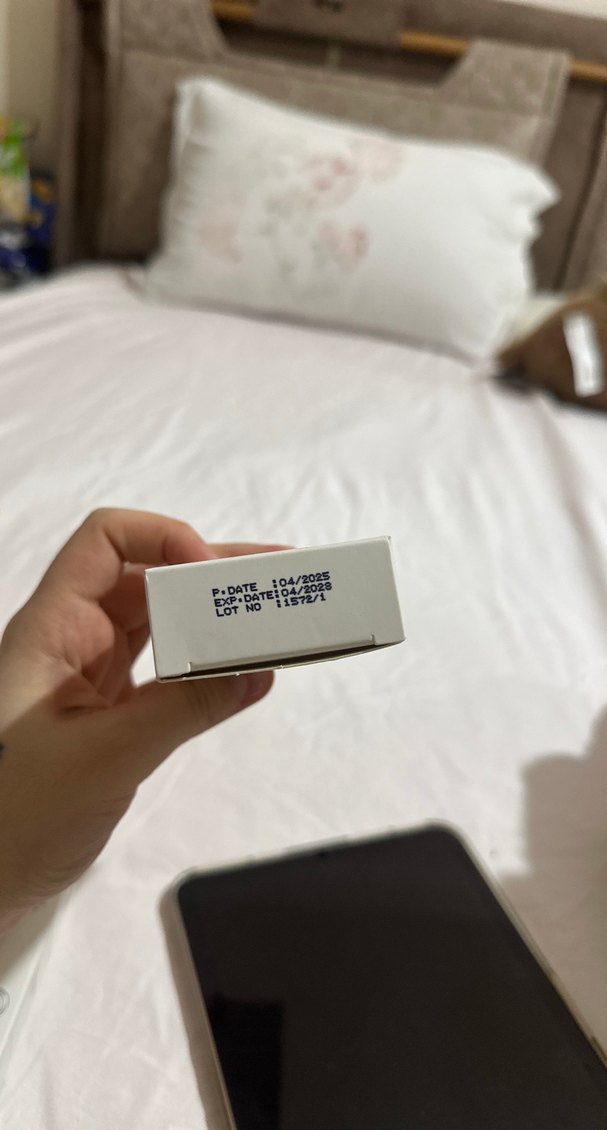 P.DATE :04/2025
EXP.DATE:04/2028
LOT NO :1572/1